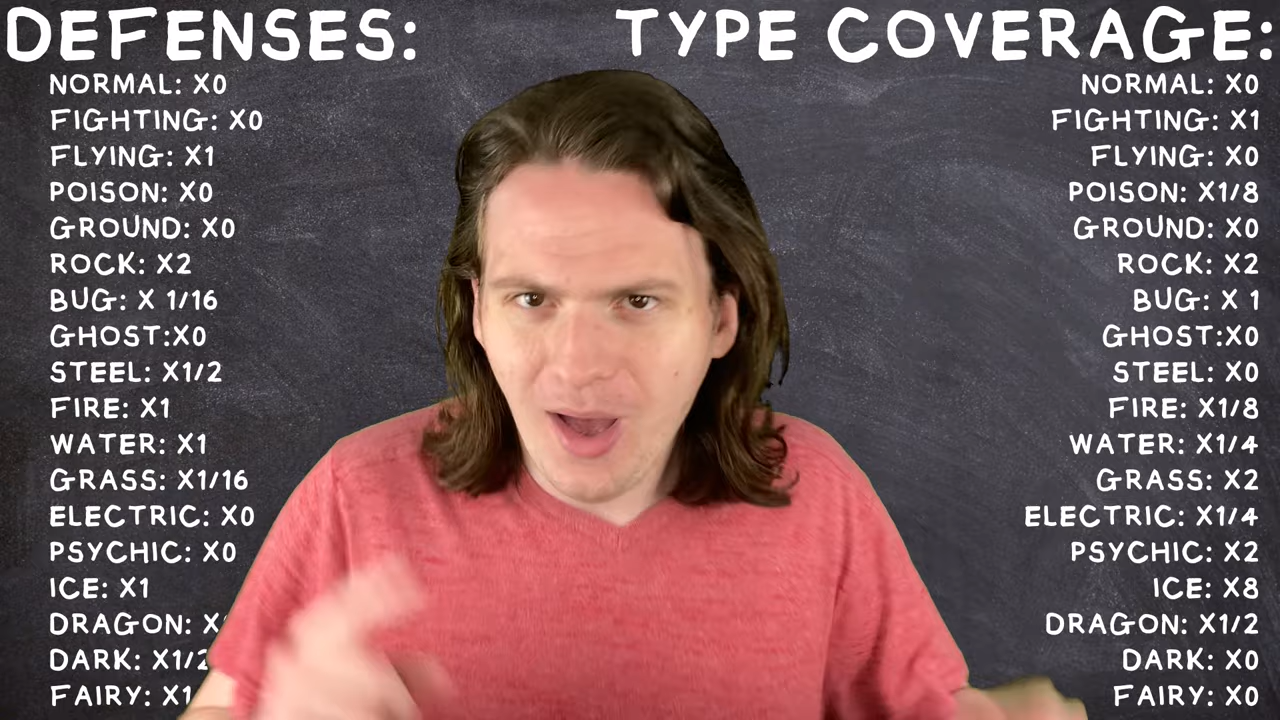 DEFENSES:
NORMAL: X0
FIGHTING: X0
FLYING: X1
POISON: X0
GROUND: X0
ROCK: X2
BUG: X 1/16
GHOST:X0
STEEL: X1/2
FIRE: X1
WATER: X1
GRASS: X1/16
ELECTRIC: X0
PSYCHIC: X0
ICE: X1
DRAGON:
DARK: X1/2
FAIRY: X1
TYPE COVERAGE:
NORMAL: X0
FIGHTING: X1
FLYING: X0
POISON: X1/8
GROUND: X0
ROCK: X2
BUG: X 1
GHOST:X0
STEEL: X0
FIRE: X1/8
WATER: X1/4
GRASS: X2
ELECTRIC: X1/4
PSYCHIC: X2
ICE: X8
DRAGON: X1/2
DARK: X0
FAIRY: X0